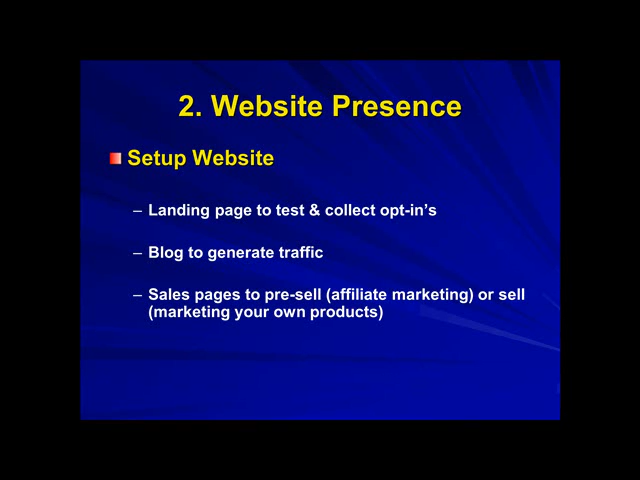 2. Website Presence
Setup Website
– Landing page to test & collect opt-in’s
– Blog to generate traffic
– Sales pages to pre-sell (affiliate marketing) or sell
(marketing your own products)